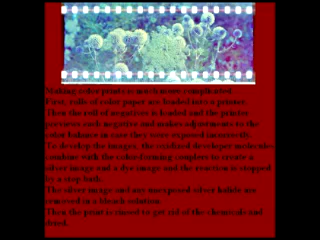 Making color prints is much more complicated.
First, rolls of color paper are loaded into a printer.
Then the roll of negatives is loaded and the printer
previews each negative and makes adjustments to the
color balance in case they were exposed incorrectly.
To develop the images, the oxidized developer molecules
combine with the color-forming couplers to create a
silver image and a dye image and the reaction is stopped
by a stop bath.
The silver image and any unexposed silver halide are
removed in a bleach solution.
Then the print is rinsed to get rid of the chemicals and
dried.